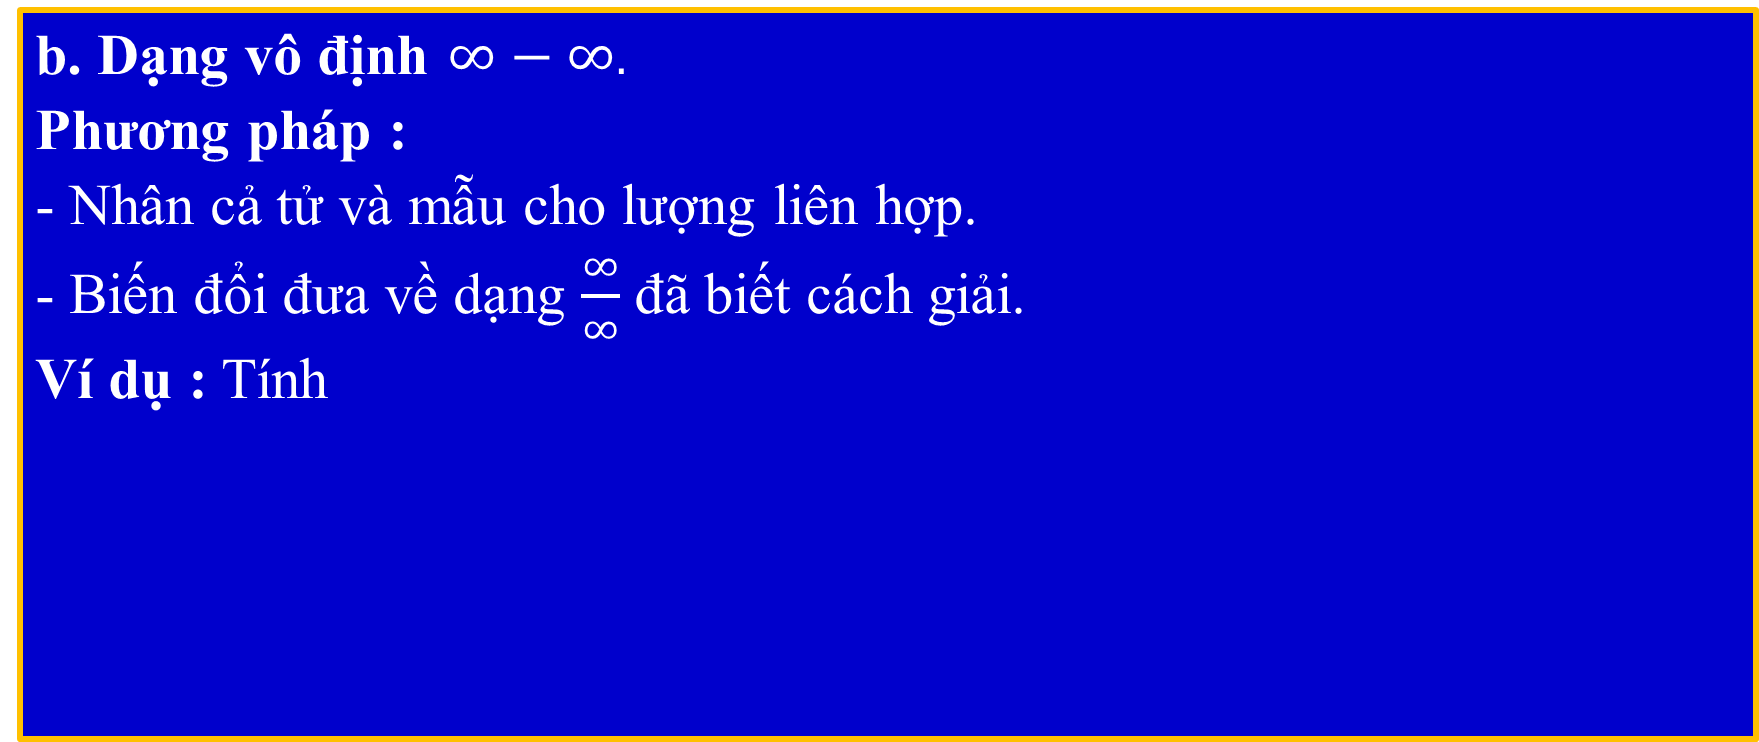 b. Dạng vô định ∞ − ∞.
Phương pháp :
- Nhân cả tử và mẫu cho lượng liên hợp.
- Biến đổi đưa về dạng ∞/∞ đã biết cách giải.
Ví dụ : Tính